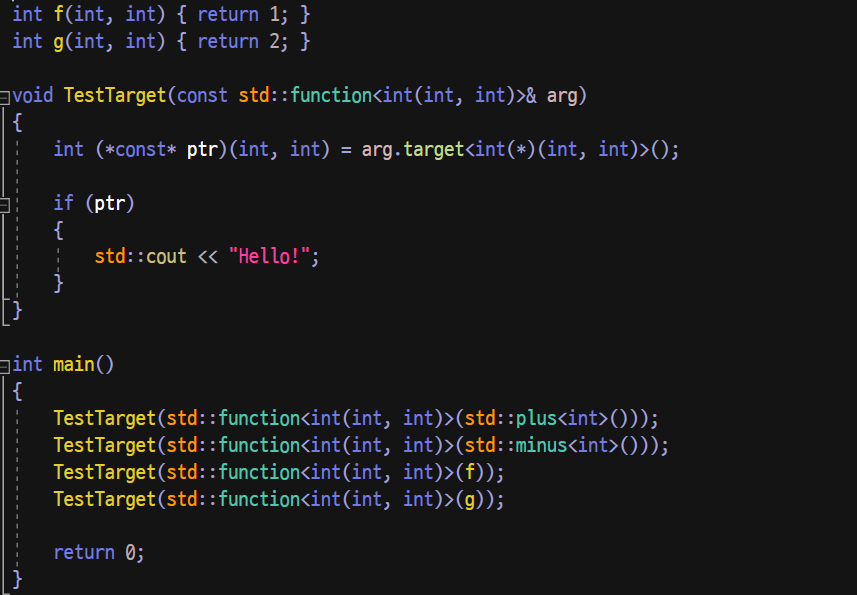 int f(int, int) { return 1; }
int g(int, int) { return 2; }
void TestTarget(const std::function<int(int, int)>& arg)
{
int (*const* ptr)(int, int) = arg.target<int(*)(int, int)>();
if (ptr)
{
std::cout << "Hello!";
}
}
int main()
{
TestTarget(std::function<int(int, int)>(std::plus<int>()));
TestTarget(std::function<int(int, int)>(std::minus<int>()));
TestTarget(std::function<int(int, int)>(f));
TestTarget(std::function<int(int, int)>(g));
return 0;
}